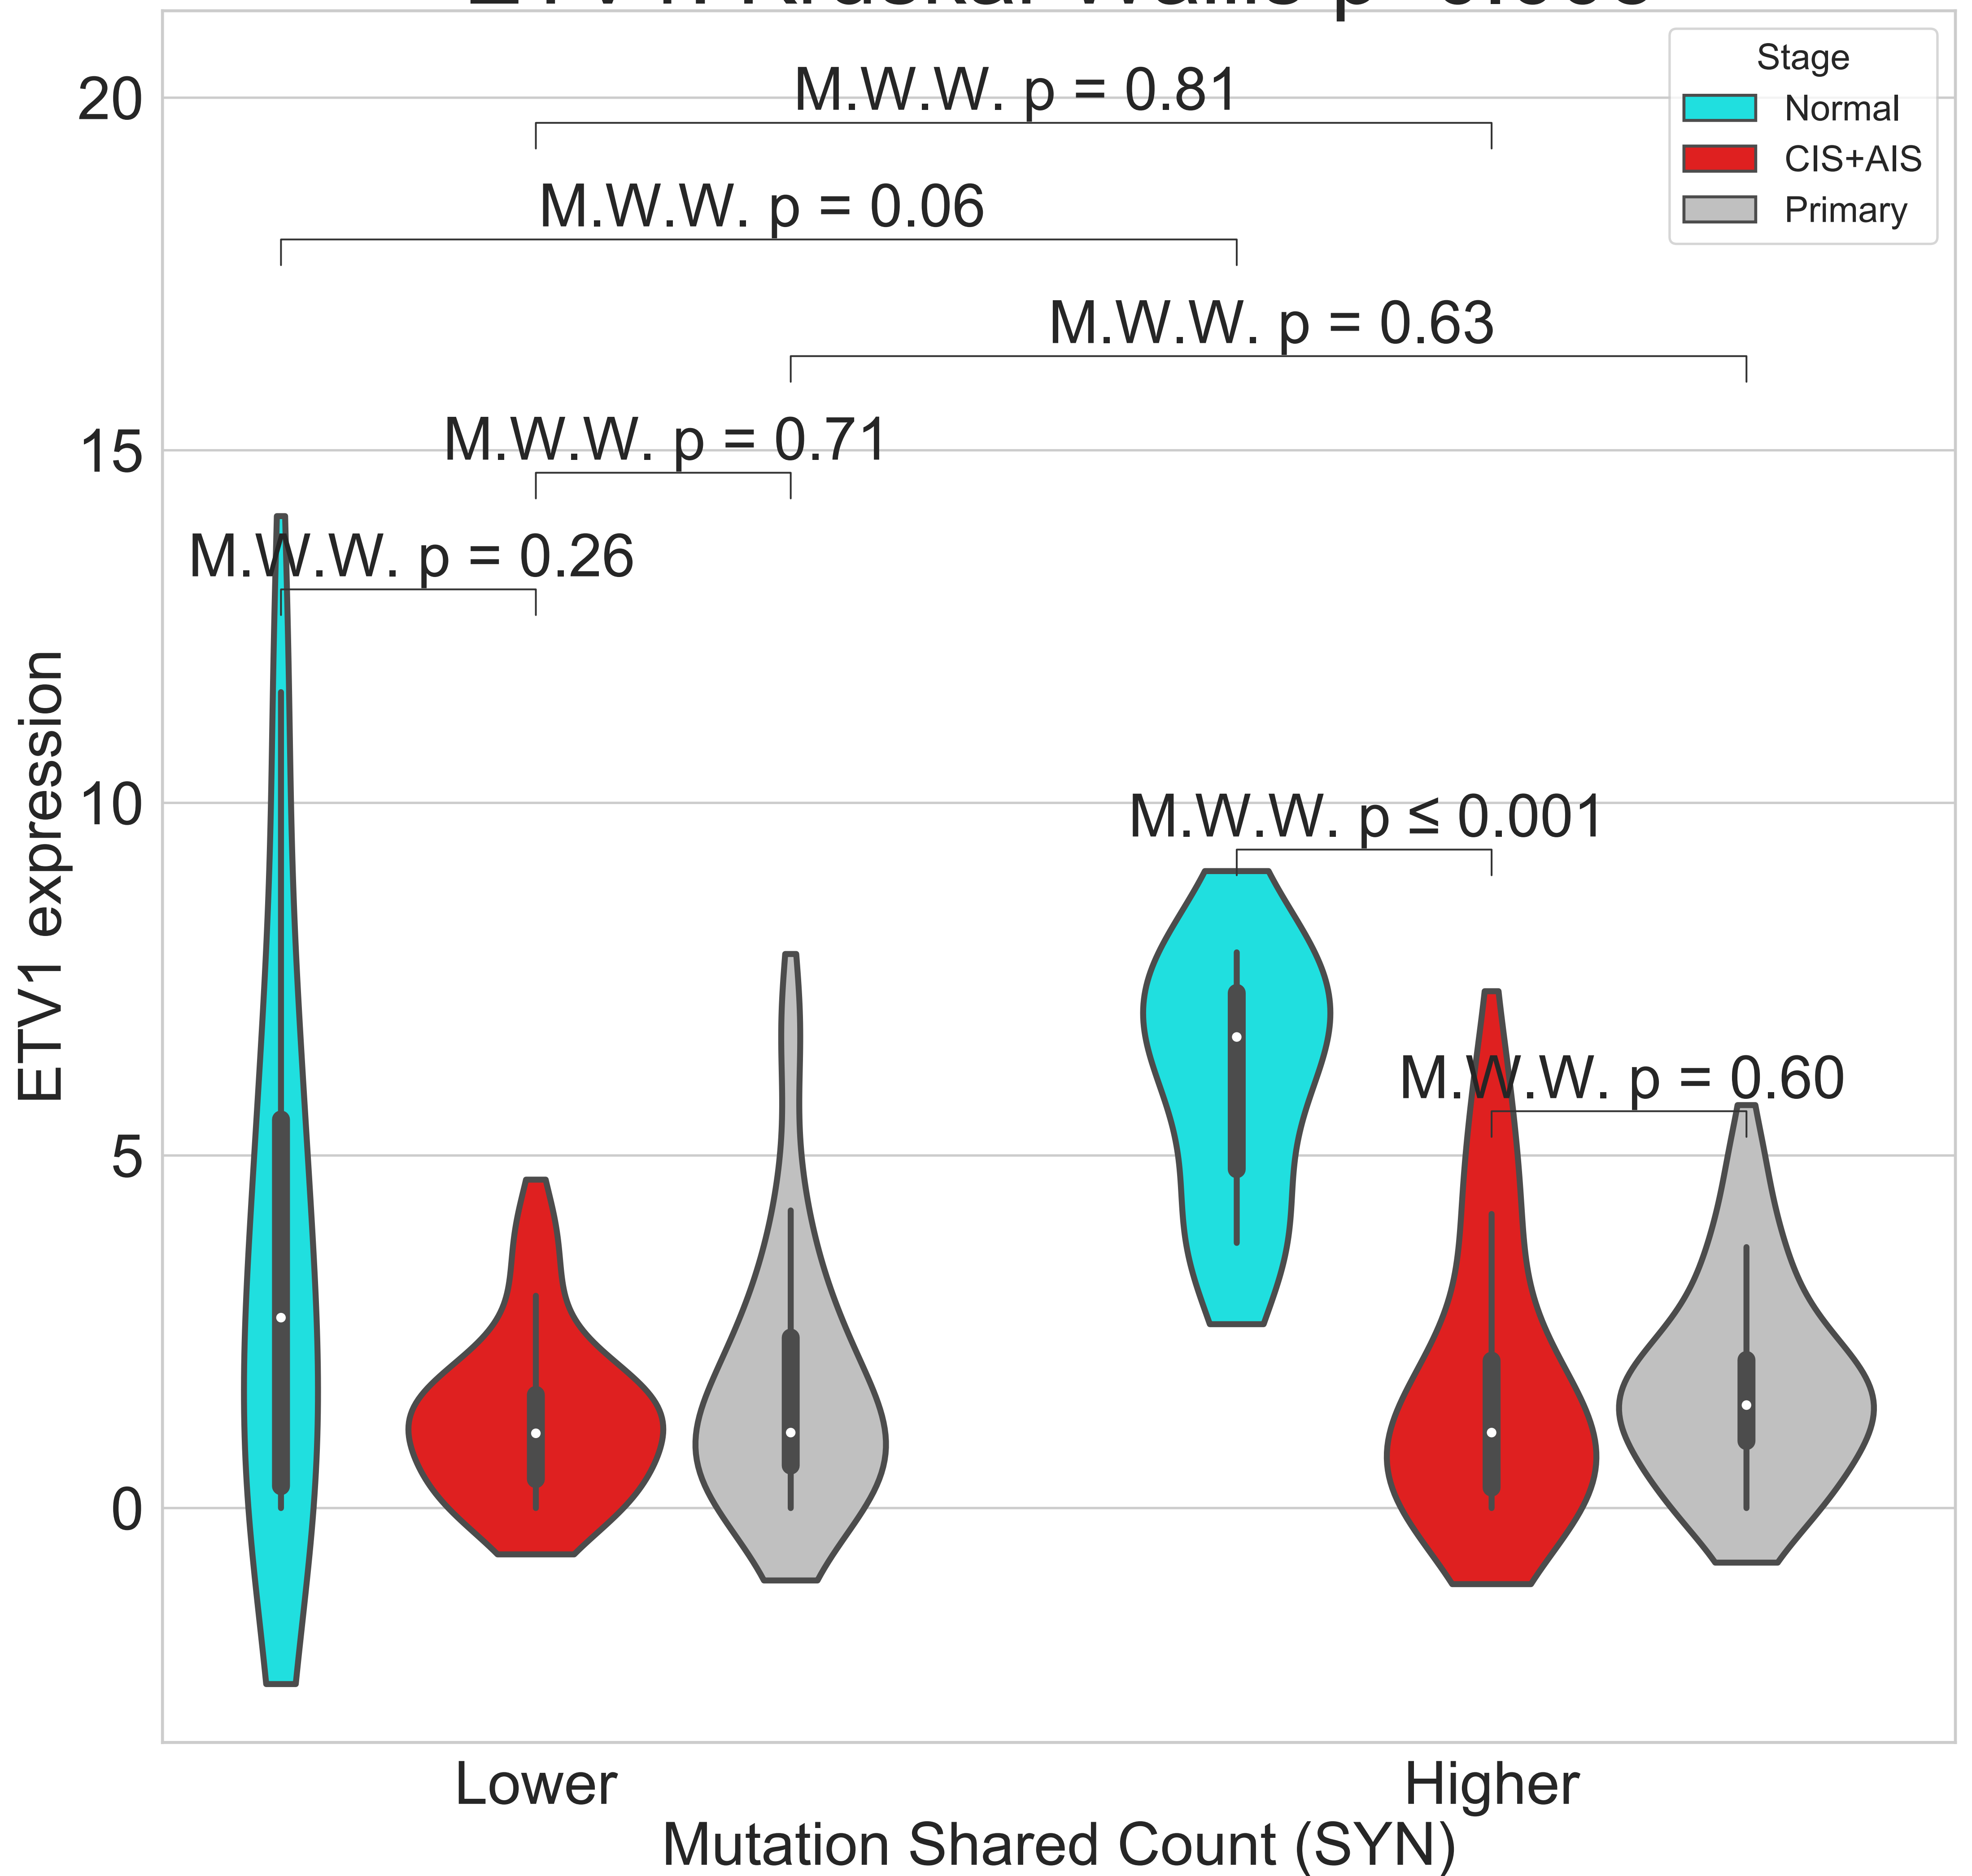 Stage
Normal
CIS+AIS
Primary
M.W.W. p = 0.81
M.W.W. p = 0.06
M.W.W. p = 0.63
M.W.W. p = 0.71
M.W.W. p = 0.26
M.W.W. p ≤ 0.001
M.W.W. p = 0.60
20
15
10
5
0
ETV1 expression
Lower
Higher
Mutation Shared Count (SYN)